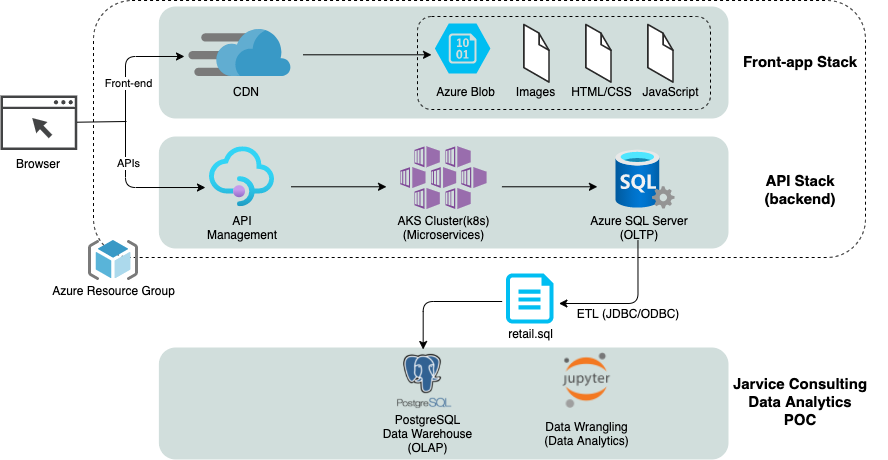 Front-end
CDN
10
01
Azure Blob
Images
HTML/CSS
JavaScript
Front-app Stack
Browser
APIs
API
Management
AKS Cluster(k8s)
(Microservices)
SQL
Azure SQL Server
(OLTP)
API Stack
(backend)
Azure Resource Group
retail.sql
ETL (JDBC/ODBC)
PostgreSQL
PostgreSQL
Data Warehouse
(OLAP)
jupyter
Data Wrangling
(Data Analytics)
Jarvice Consulting
Data Analytics
POC